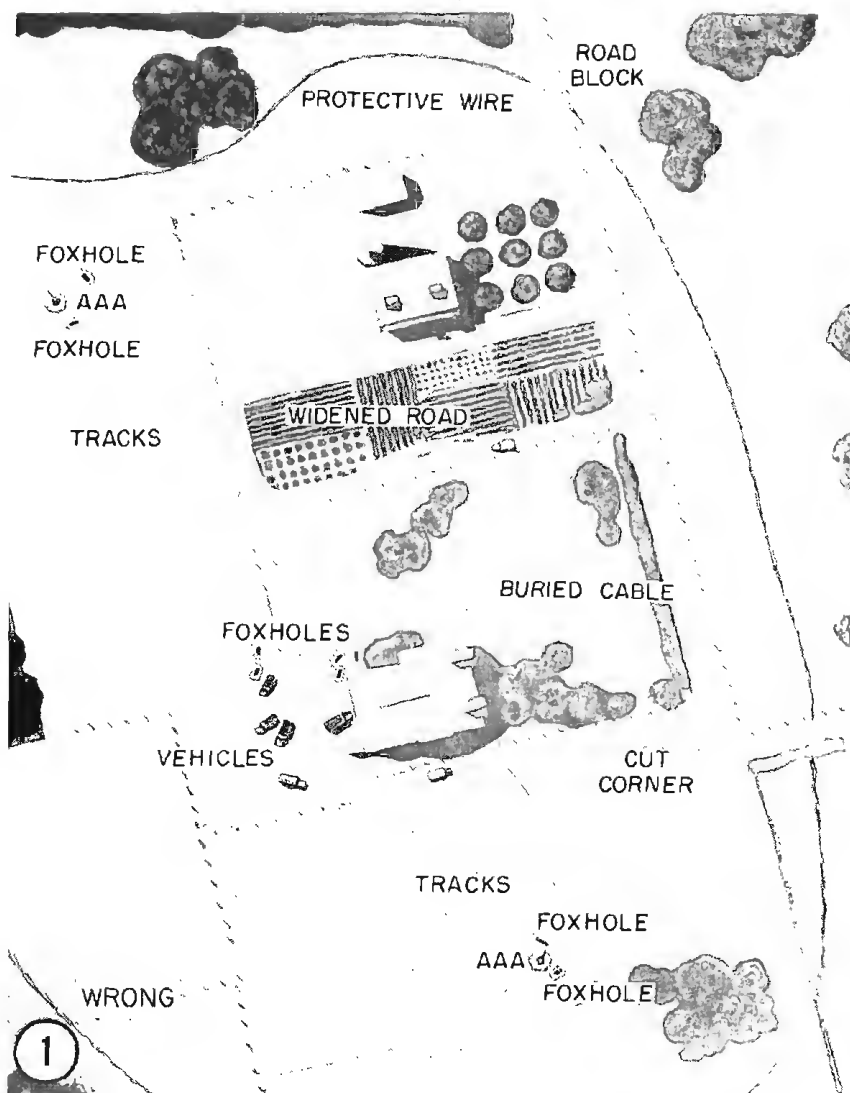 ROAD
BLOCK
PROTECTIVE WIRE
FOXHOLE
AAA
FOXHOLE
WIDENED ROAD
TRACKS
BURIED CABLE
FOXHOLES
VEHICLES
CUT
CORNER
TRACKS
FOXHOLE
AAA
FOXHOLE
WRONG
1